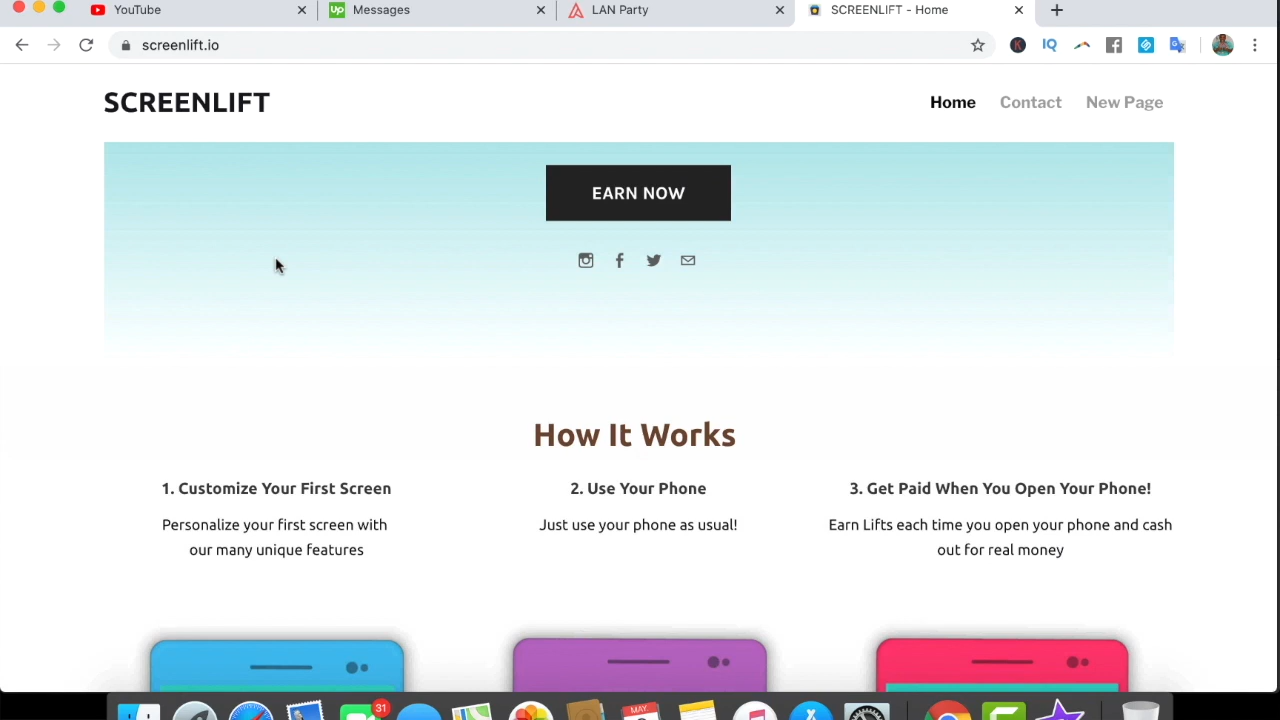 YouTube
Up Messages
LAN Party
SCREENLIFT - Home
screenlift.io
K IQ
SCREENLIFT
Home Contact New Page
EARN NOW
How It Works
1. Customize Your First Screen
Personalize your first screen with
our many unique features
2. Use Your Phone
Just use your phone as usual!
3. Get Paid When You Open Your Phone!
Earn Lifts each time you open your phone and cash
out for real money
31
MAY